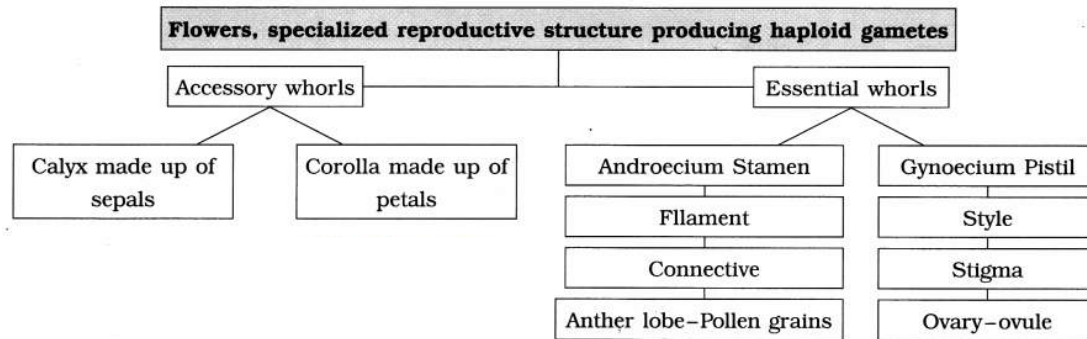 Flowers, specialized reproductive structure producing haploid gametes
Accessory whorls
Essential whorls
Calyx made up of
sepals
Corolla made up of
petals
Androecium Stamen
Fllament
Connective
Anther lobe–Pollen grains
Gynoecium Pistil
Style
Stigma
Ovary–ovule